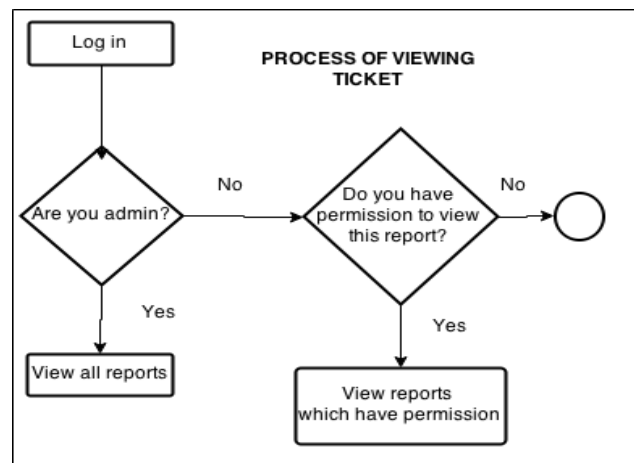 Log in
PROCESS OF VIEWING
TICKET
Are you admin?
No
Do you have
permission to view
this report?
No
Yes
View all reports
Yes
View reports
which have permission